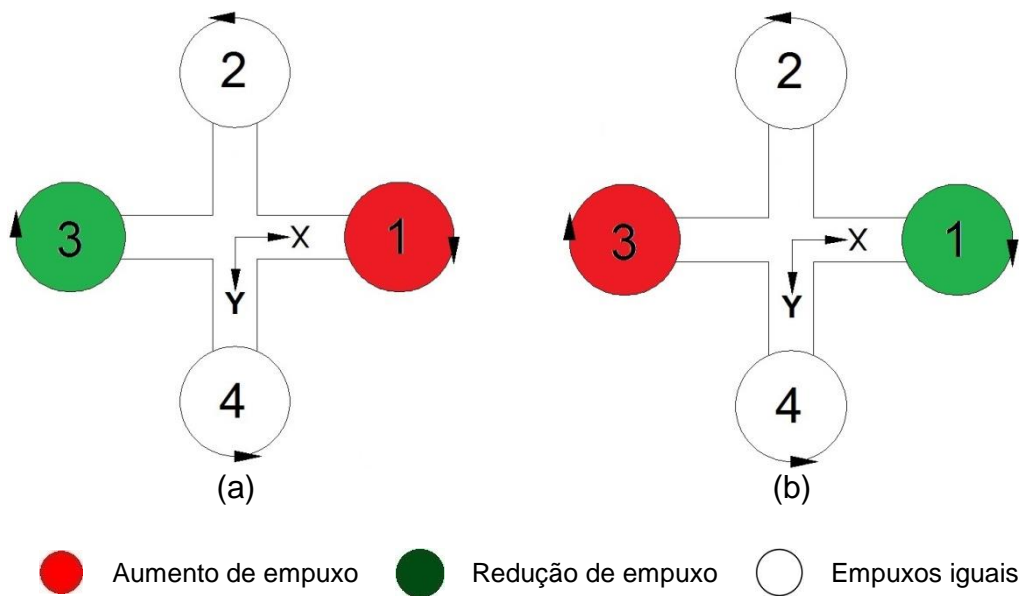 2 2
3 1 3 1
X X
Y Y
4 4
(a) (b)
Aumento de empuxo Redução de empuxo Empuxos iguais